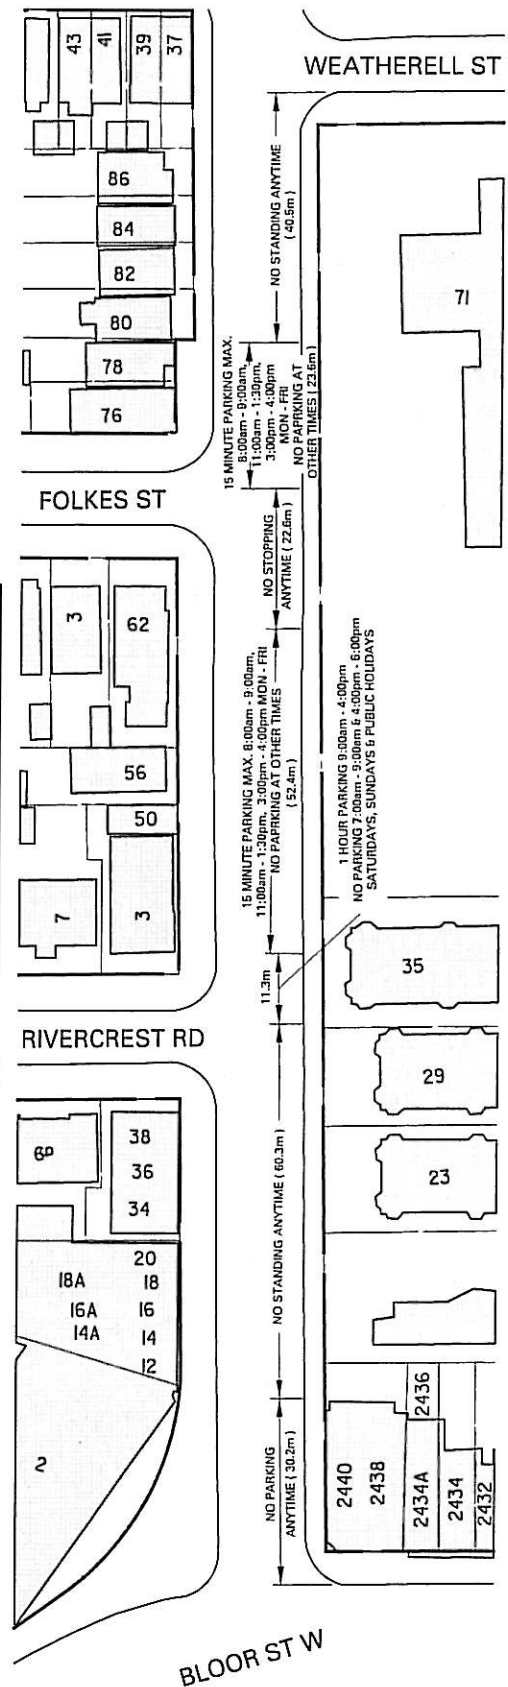 WEATHERELL ST
43
41
39
37
86
84
82
80
78
76
NO STANDING ANYTIME
( 40.5m )
71
15 MINUTE PARKING MAX.
8:00am - 9:00am,
11:00am - 1:30pm,
3:00pm - 4:00pm
MON - FRI
NO PAPRKING AT
OTHER TIMES ( 23.6m )
FOLKES ST
NO STOPPING
ANYTIME ( 22.6m )
3
62
56
50
7
3
15 MINUTE PARKING MAX. 8:00am - 9:00am,
11:00am - 1:30pm, 3:00pm - 4:00pm MON - FRI
NO PAPRKING AT OTHER TIMES
( 52.4m )
1 HOUR PARKING 9:00am - 4:00pm
NO PARKING 7:00am - 9:00am & 4:00pm - 6:00pm
SATURDAYS, SUNDAYS & PUBLIC HOLIDAYS
11.3m
35
RIVERCREST RD
29
23
38
36
34
NO STANDING ANYTIME ( 60.3m )
20
18A 18
16A 16
14A 14
12
2
2436
NO PARKING
ANYTIME ( 30.2m )
2440
2438
2434A
2434
2432
BLOOR ST W